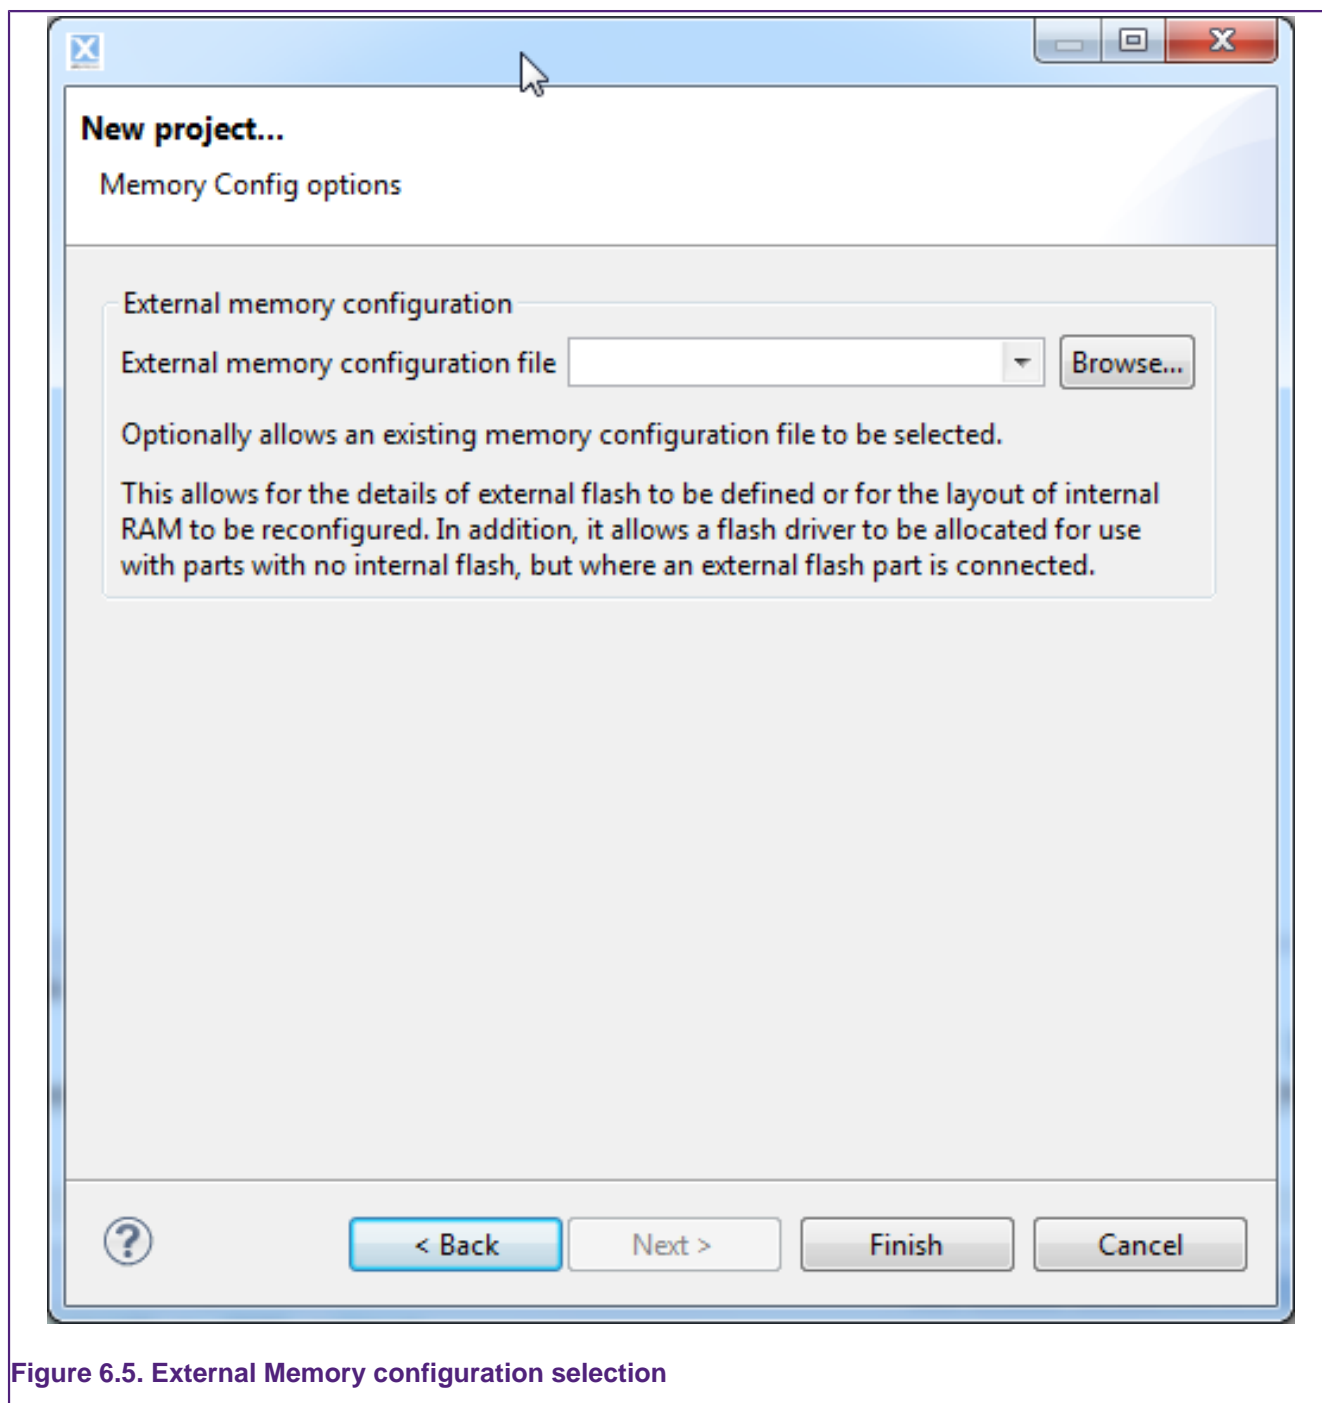 New project...
Memory Config options
External memory configuration
External memory configuration file
Browse...
Optionally allows an existing memory configuration file to be selected.
This allows for the details of external flash to be defined or for the layout of internal
RAM to be reconfigured. In addition, it allows a flash driver to be allocated for use
with parts with no internal flash, but where an external flash part is connected.
< Back
Next >
Finish
Cancel
Figure 6.5. External Memory configuration selection